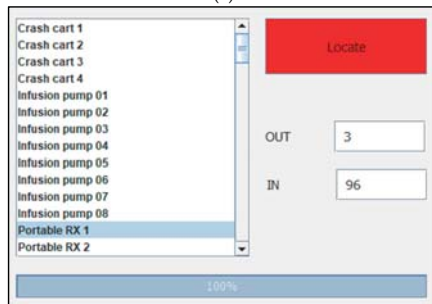 Crash cart 1
Crash cart 2
Crash cart 3
Crash cart 4
Infusion pump 01
Infusion pump 02
Infusion pump 03
Infusion pump 04
Infusion pump 05
Infusion pump 06
Infusion pump 07
Infusion pump 08
Portable RX 1
Portable RX 2
Locate
OUT 3
IN 96
100%